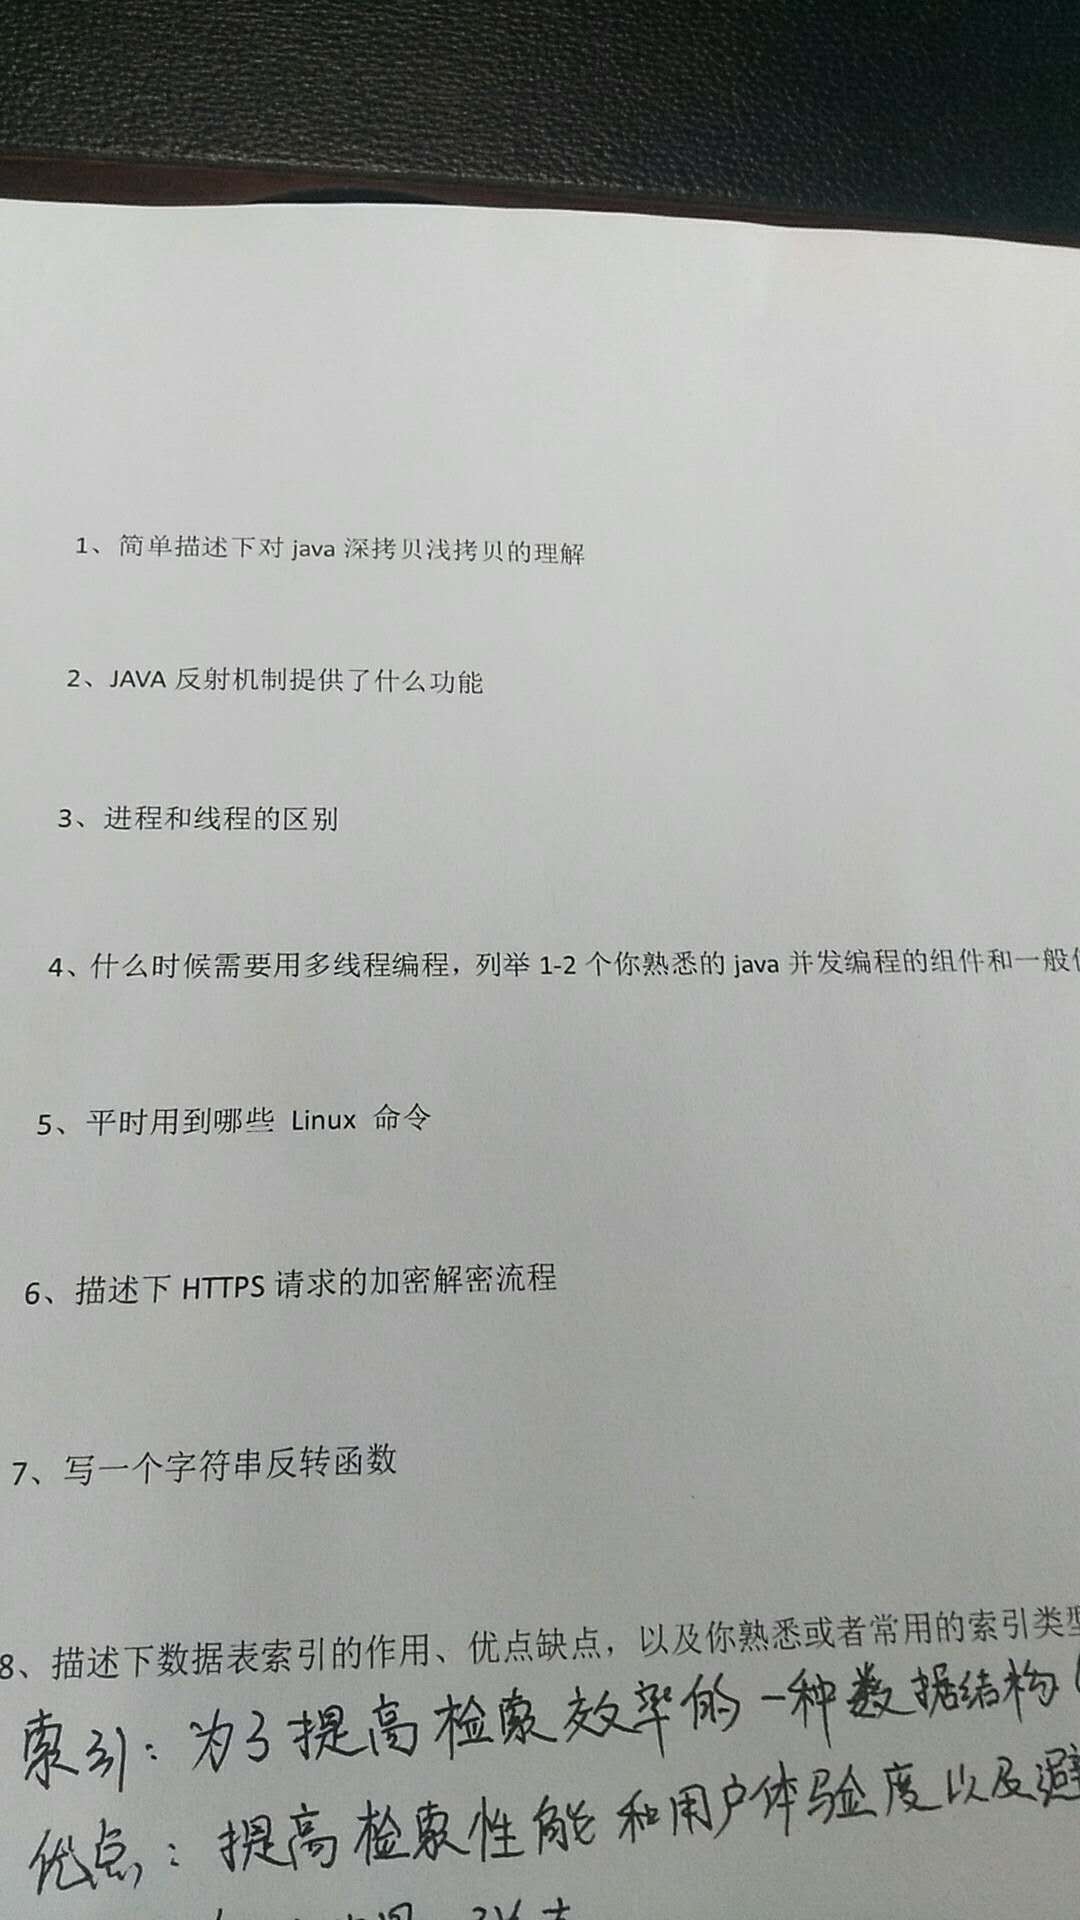 1、简单描述下对 java 深拷贝浅拷贝的理解
2、JAVA 反射机制提供了什么功能
3、进程和线程的区别
4、什么时候需要用多线程编程，列举 1-2 个你熟悉的 java 并发编程的组件和一般
5、平时用到哪些 Linux 命令
6、描述下 HTTPS 请求的加密解密流程
7、写一个字符串反转函数
8、描述下数据表索引的作用、优点缺点，以及你熟悉或者常用的索引类型
索引：为了提高检索效率的一种数据结构（
优点：提高检索性能和用户体验度以及避